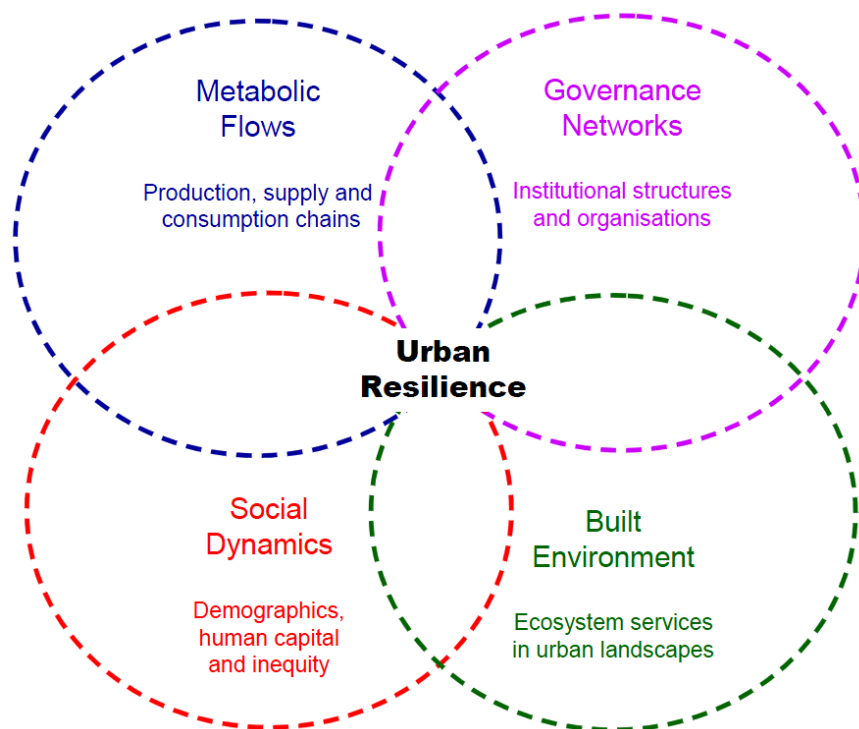 Metabolic
Flows
Production, supply and
consumption chains
Governance
Networks
Institutional structures
and organisations
Urban
Resilience
Social
Dynamics
Demographics,
human capital
and inequity
Built
Environment
Ecosystem services
in urban landscapes